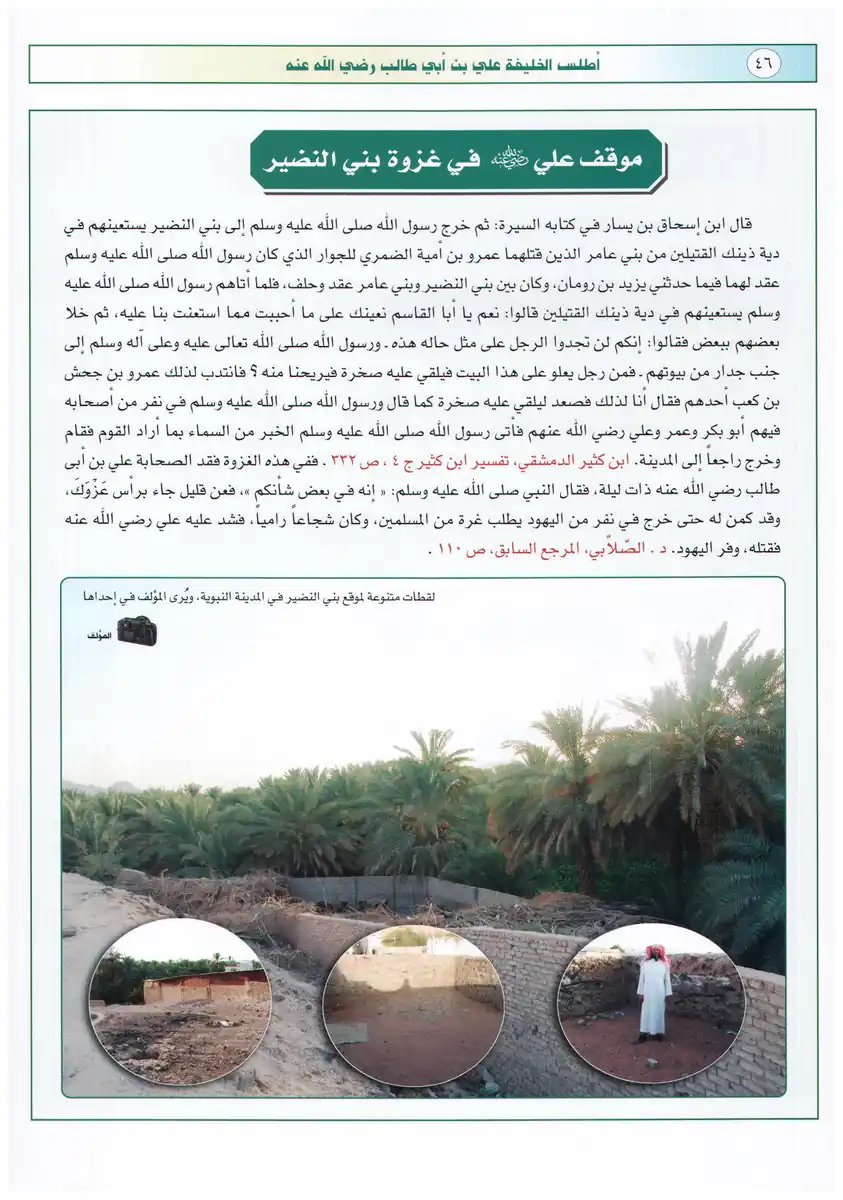 ٤٦
أطلس الخليفة علي بن أبي طالب رضي الله عنه
موقف علي رضي الله عنه في غزوة بني النضير
قال ابن إسحاق بن يسار في كتابه السيرة: ثم خرج رسول الله صلى الله عليه وسلم إلى بني النضير يستعينهم في
دية ذينك القتيلين من بني عامر الذين قتلهما عمرو بن أمية الضمري للجوار الذي كان رسول الله صلى الله عليه وسلم
عقد لهما فيما حدثني يزيد بن رومان، وكان بين بني النضير وبني عامر عقد وحلف، فلما أتاهم رسول الله صلى الله عليه
وسلم يستعينهم في دية ذينك القتيلين قالوا: نعم يا أبا القاسم نعينك على ما أحببت مما استعنت بنا عليه، ثم خلا
بعضهم ببعض فقالوا: إنكم لن تجدوا الرجل على مثل حاله هذه ـ ورسول الله صلى الله تعالى عليه وعلى آله وسلم إلى
جنب جدار من بيوتهم ـ فمن رجل يعلو على هذا البيت فيلقي عليه صخرة فيريحنا منه ؟ فانتدب لذلك عمرو بن جحش
بن كعب أحدهم فقال أنا لذلك فصعد ليلقي عليه صخرة كما قال ورسول الله صلى الله عليه وسلم في نفر من أصحابه
فيهم أبو بكر وعمر وعلي رضي الله عنهم فأتى رسول الله صلى الله عليه وسلم الخبر من السماء بما أراد القوم فقام
وخرج راجعاً إلى المدينة. ابن كثير الدمشقي، تفسير ابن كثير ج ٤ ، ص ٣٣٢ . ففي هذه الغزوة فقد الصحابة علي بن أبى
طالب رضي الله عنه ذات ليلة، فقال النبي صلى الله عليه وسلم: « إنه في بعض شأنكم »، فعن قليل جاء برأس عَزْوَكَ،
وقد كمن له حتى خرج في نفر من اليهود يطلب غرة من المسلمين، وكان شجاعاً رامياً، فشد عليه علي رضي الله عنه
فقتله، وفر اليهود. د . الصّلاّبي، المرجع السابق، ص ١١٠ .
لقطات متنوعة لموقع بني النضير في المدينة النبوية، ويُرى المؤلف في إحداها
المؤلف